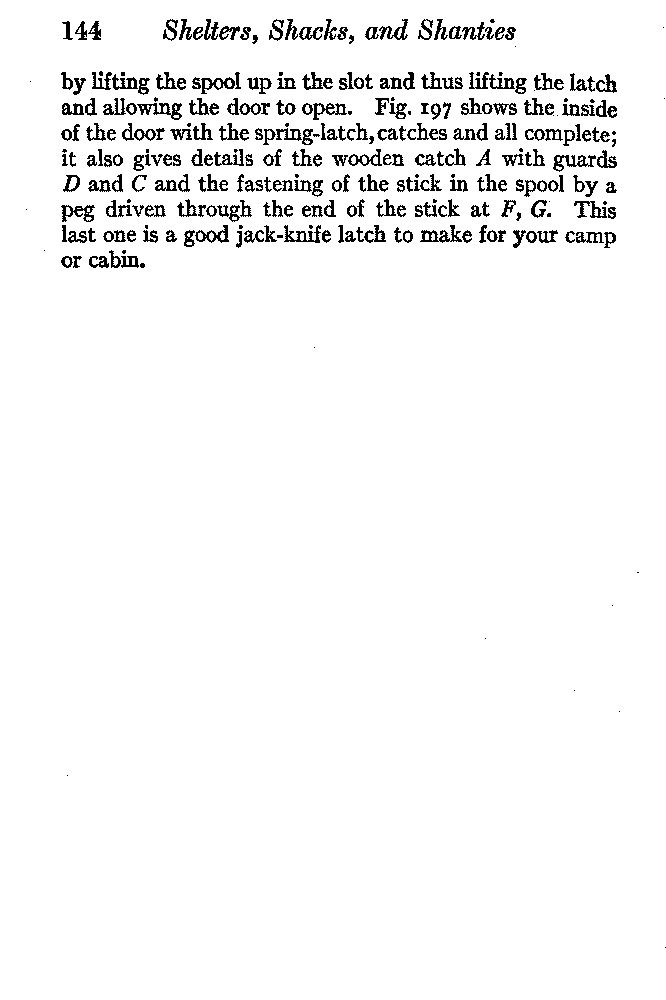 144 Shelters, Shacks, and Shanties
by lifting the spool up in the slot and thus lifting the latch
and allowing the door to open. Fig. 197 shows the inside
of the door with the spring-latch, catches and all complete;
it also gives details of the wooden catch A with guards
D and C and the fastening of the stick in the spool by a
peg driven through the end of the stick at F, G. This
last one is a good jack-knife latch to make for your camp
or cabin.